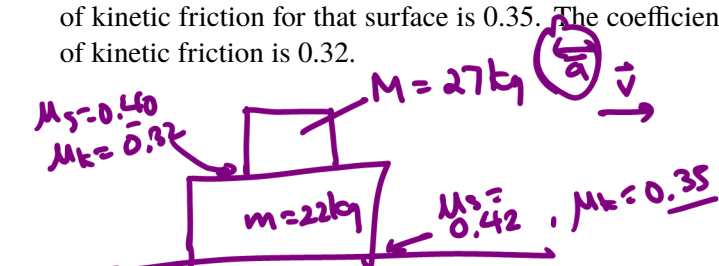 of kinetic friction for that surface is 0.35. The coefficien
of kinetic friction is 0.32.
M = 27kg
a
v
μs=0.40
μk= 0.32
m=22kg
μs=
0.42 , μk=0.35